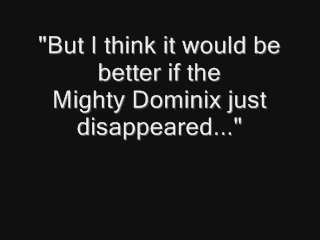 "But I think it would be
better if the
Mighty Dominix just
disappeared..."